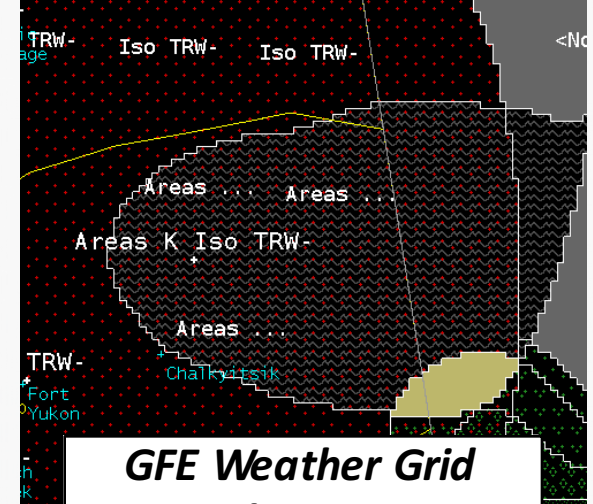 TRW-
Iso TRW-
Iso TRW-
<No
age
Areas ...
Areas ...
Areas K Iso TRW-
Areas ...
Chalkyitsik
TRW-
Fort
Yukon
GFE Weather Grid